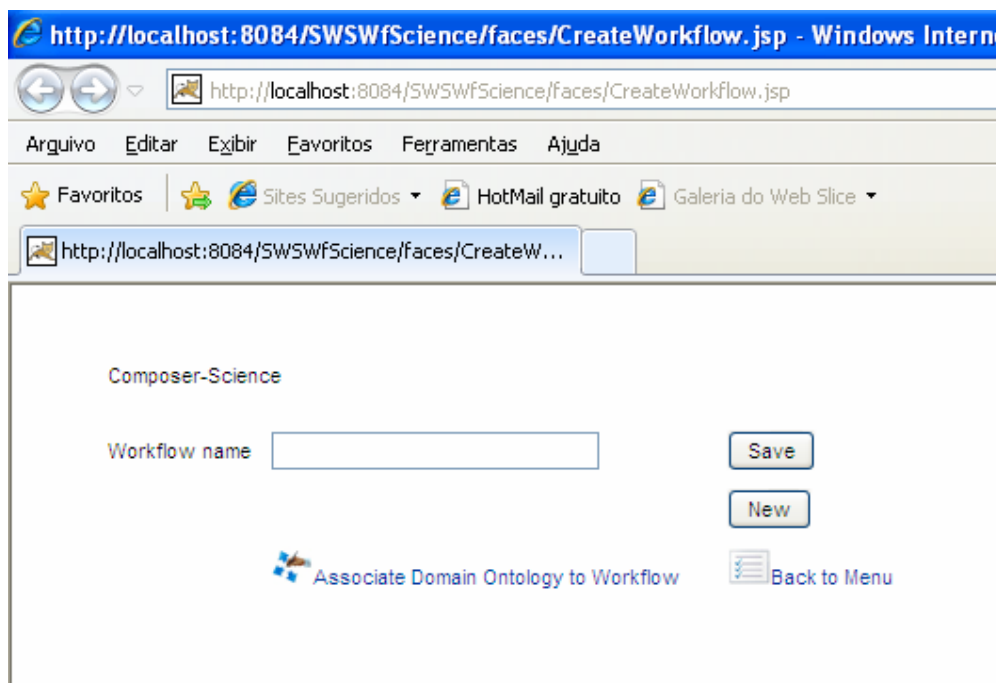 http://localhost:8084/SWSWfScience/faces/CreateWorkflow.jsp - Windows Intern
http://localhost:8084/SWSWfScience/faces/CreateWorkflow.jsp
Arquivo Editar Exibir Favoritos Ferramentas Ajuda
Favoritos Sites Sugeridos HotMail gratuito Galeria do Web Slice
http://localhost:8084/SWSWfScience/faces/CreateW...
Composer-Science
Workflow name Save
New
Associate Domain Ontology to Workflow Back to Menu